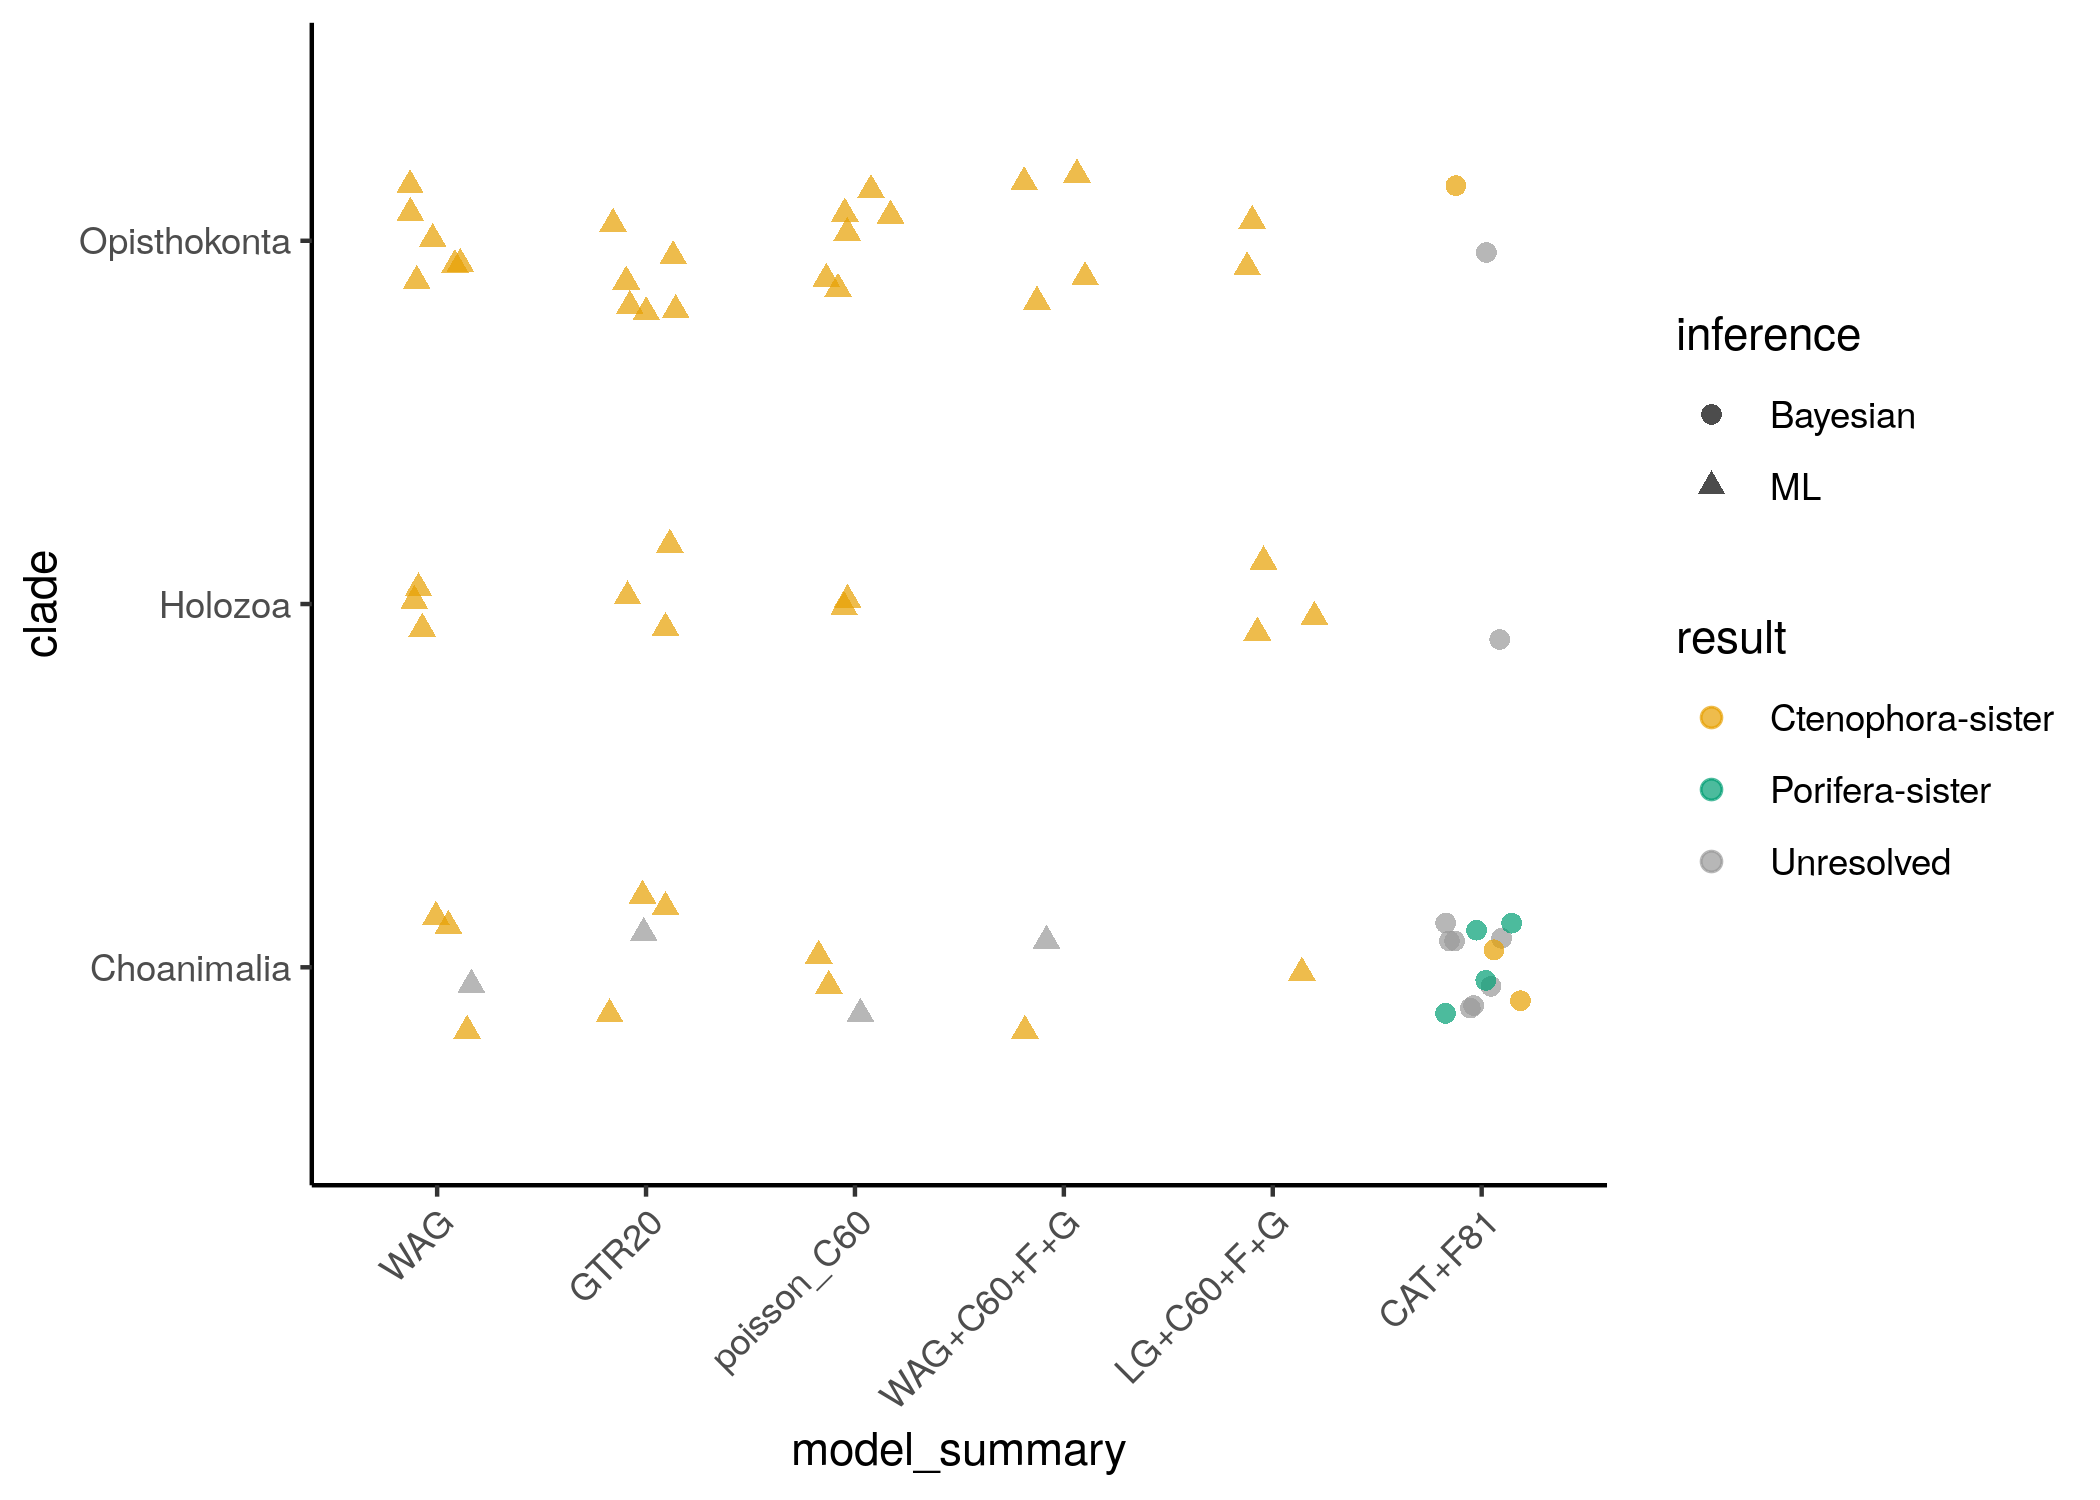 clade
Opisthokonta
Holozoa
Choanimalia
WAG
GTR20
poisson_C60
WAG+C60+F+G
LG+C60+F+G
CAT+F81
model_summary
inference
Bayesian
ML
result
Ctenophora-sister
Porifera-sister
Unresolved